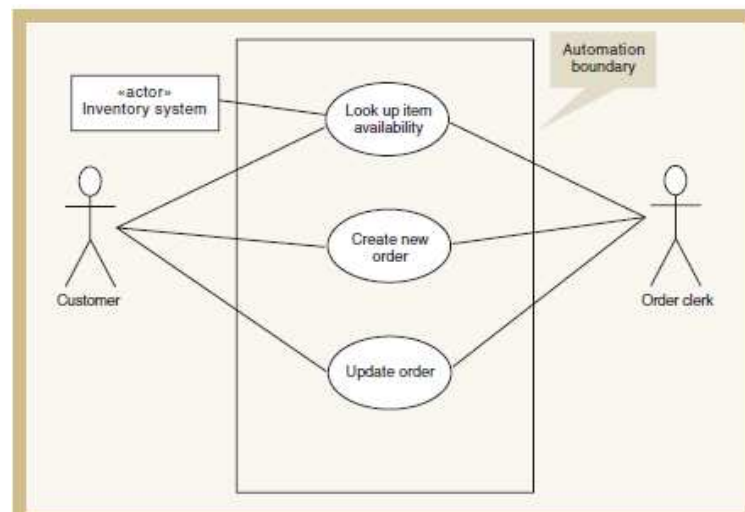 Automation
boundary
«actor»
Inventory system
Look up item
availability
Create new
order
Customer
Order clerk
Update order